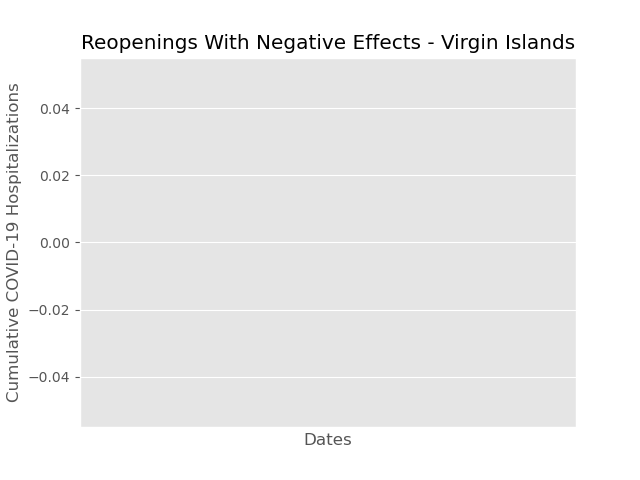 Reopenings With Negative Effects - Virgin Islands
Cumulative COVID-19 Hospitalizations
0.04
0.02
0.00
−0.02
−0.04
Dates